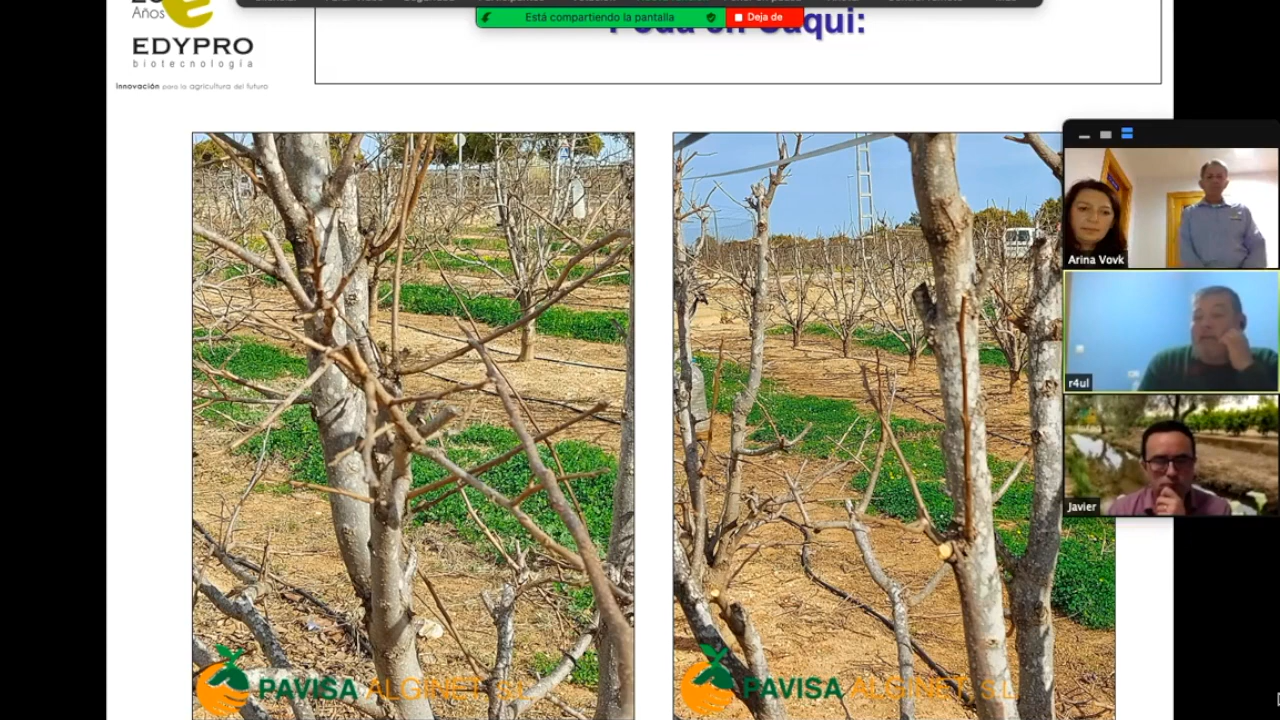 Años
EDYPRO
biotecnología
Innovación para la agricultura del futuro
Está compartiendo la pantalla
Deja de
Poda en Caqui:
Arina Vovk
r4ul
Javier
PAVISA ALGINET, S.L.
PAVISA ALGINET, S.L.